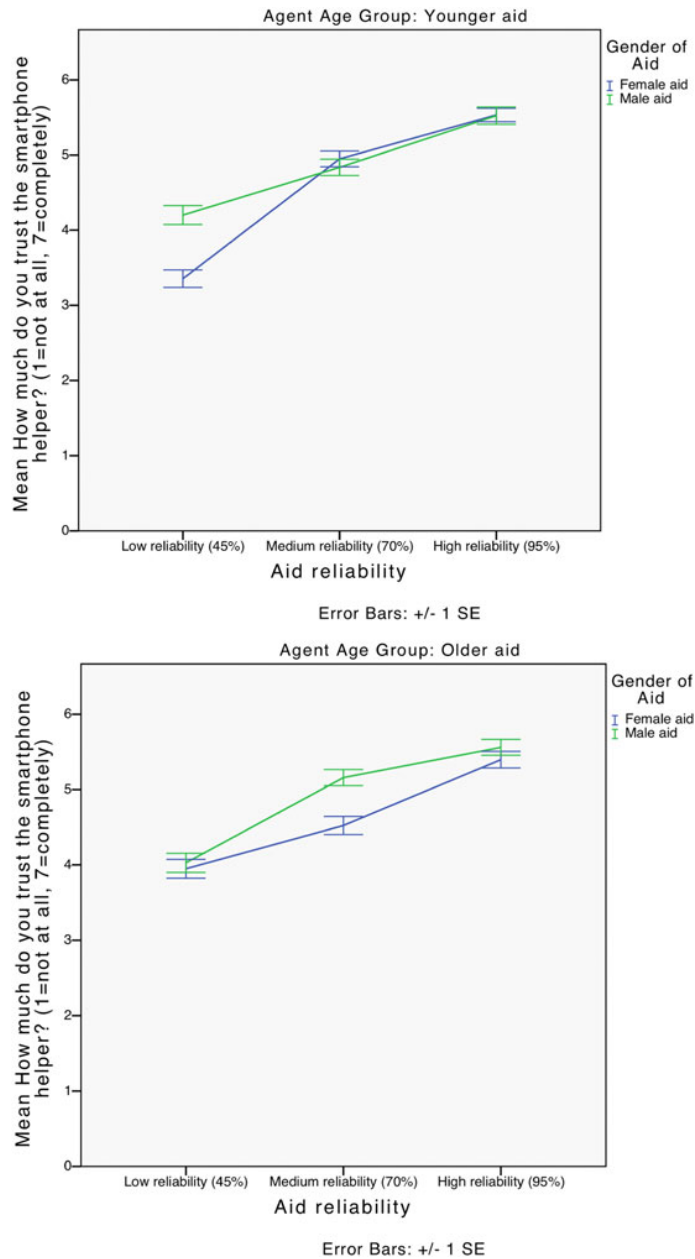 Agent Age Group: Younger aid
Gender of
Aid
Female aid
Male aid
Mean How much do you trust the smartphone
helper? (1=not at all, 7=completely)
6
5
4
3
2
1
0
Low reliability (45%) Medium reliability (70%) High reliability (95%)
Aid reliability
Error Bars: +/- 1 SE
Agent Age Group: Older aid
Gender of
Aid
Female aid
Male aid
Mean How much do you trust the smartphone
helper? (1=not at all, 7=completely)
6
5
4
3
2
1
0
Low reliability (45%) Medium reliability (70%) High reliability (95%)
Aid reliability
Error Bars: +/- 1 SE